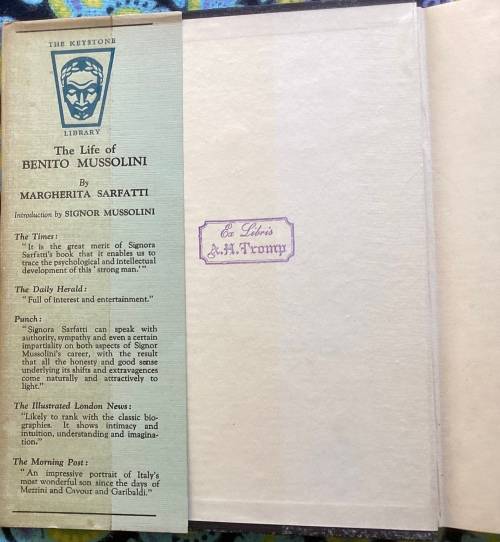 THE KEYSTONE
LIBRARY
The Life of
BENITO MUSSOLINI
By
MARGHERITA SARFATTI
Introduction by SIGNOR MUSSOLINI
The Times:
"It is the great merit of Signora
Sarfatti's book that it enables us to
trace the psychological and intellectual
development of this 'strong man.'"
The Daily Herald:
"Full of interest and entertainment."
Punch:
"Signora Sarfatti can speak with
authority, sympathy and even a certain
impartiality on both aspects of Signor
Mussolini's career, with the result
that all the honesty and good sense
underlying its shifts and extravagences
come naturally and attractively to
light."
The Illustrated London News:
"Likely to rank with the classic bio-
graphies. It shows intimacy and
intuition, understanding and imagina-
tion."
The Morning Post:
"An impressive portrait of Italy's
most wonderful son since the days of
Mezzini and Cavour and Garibaldi."
Ex Libris
A.H. Tromp